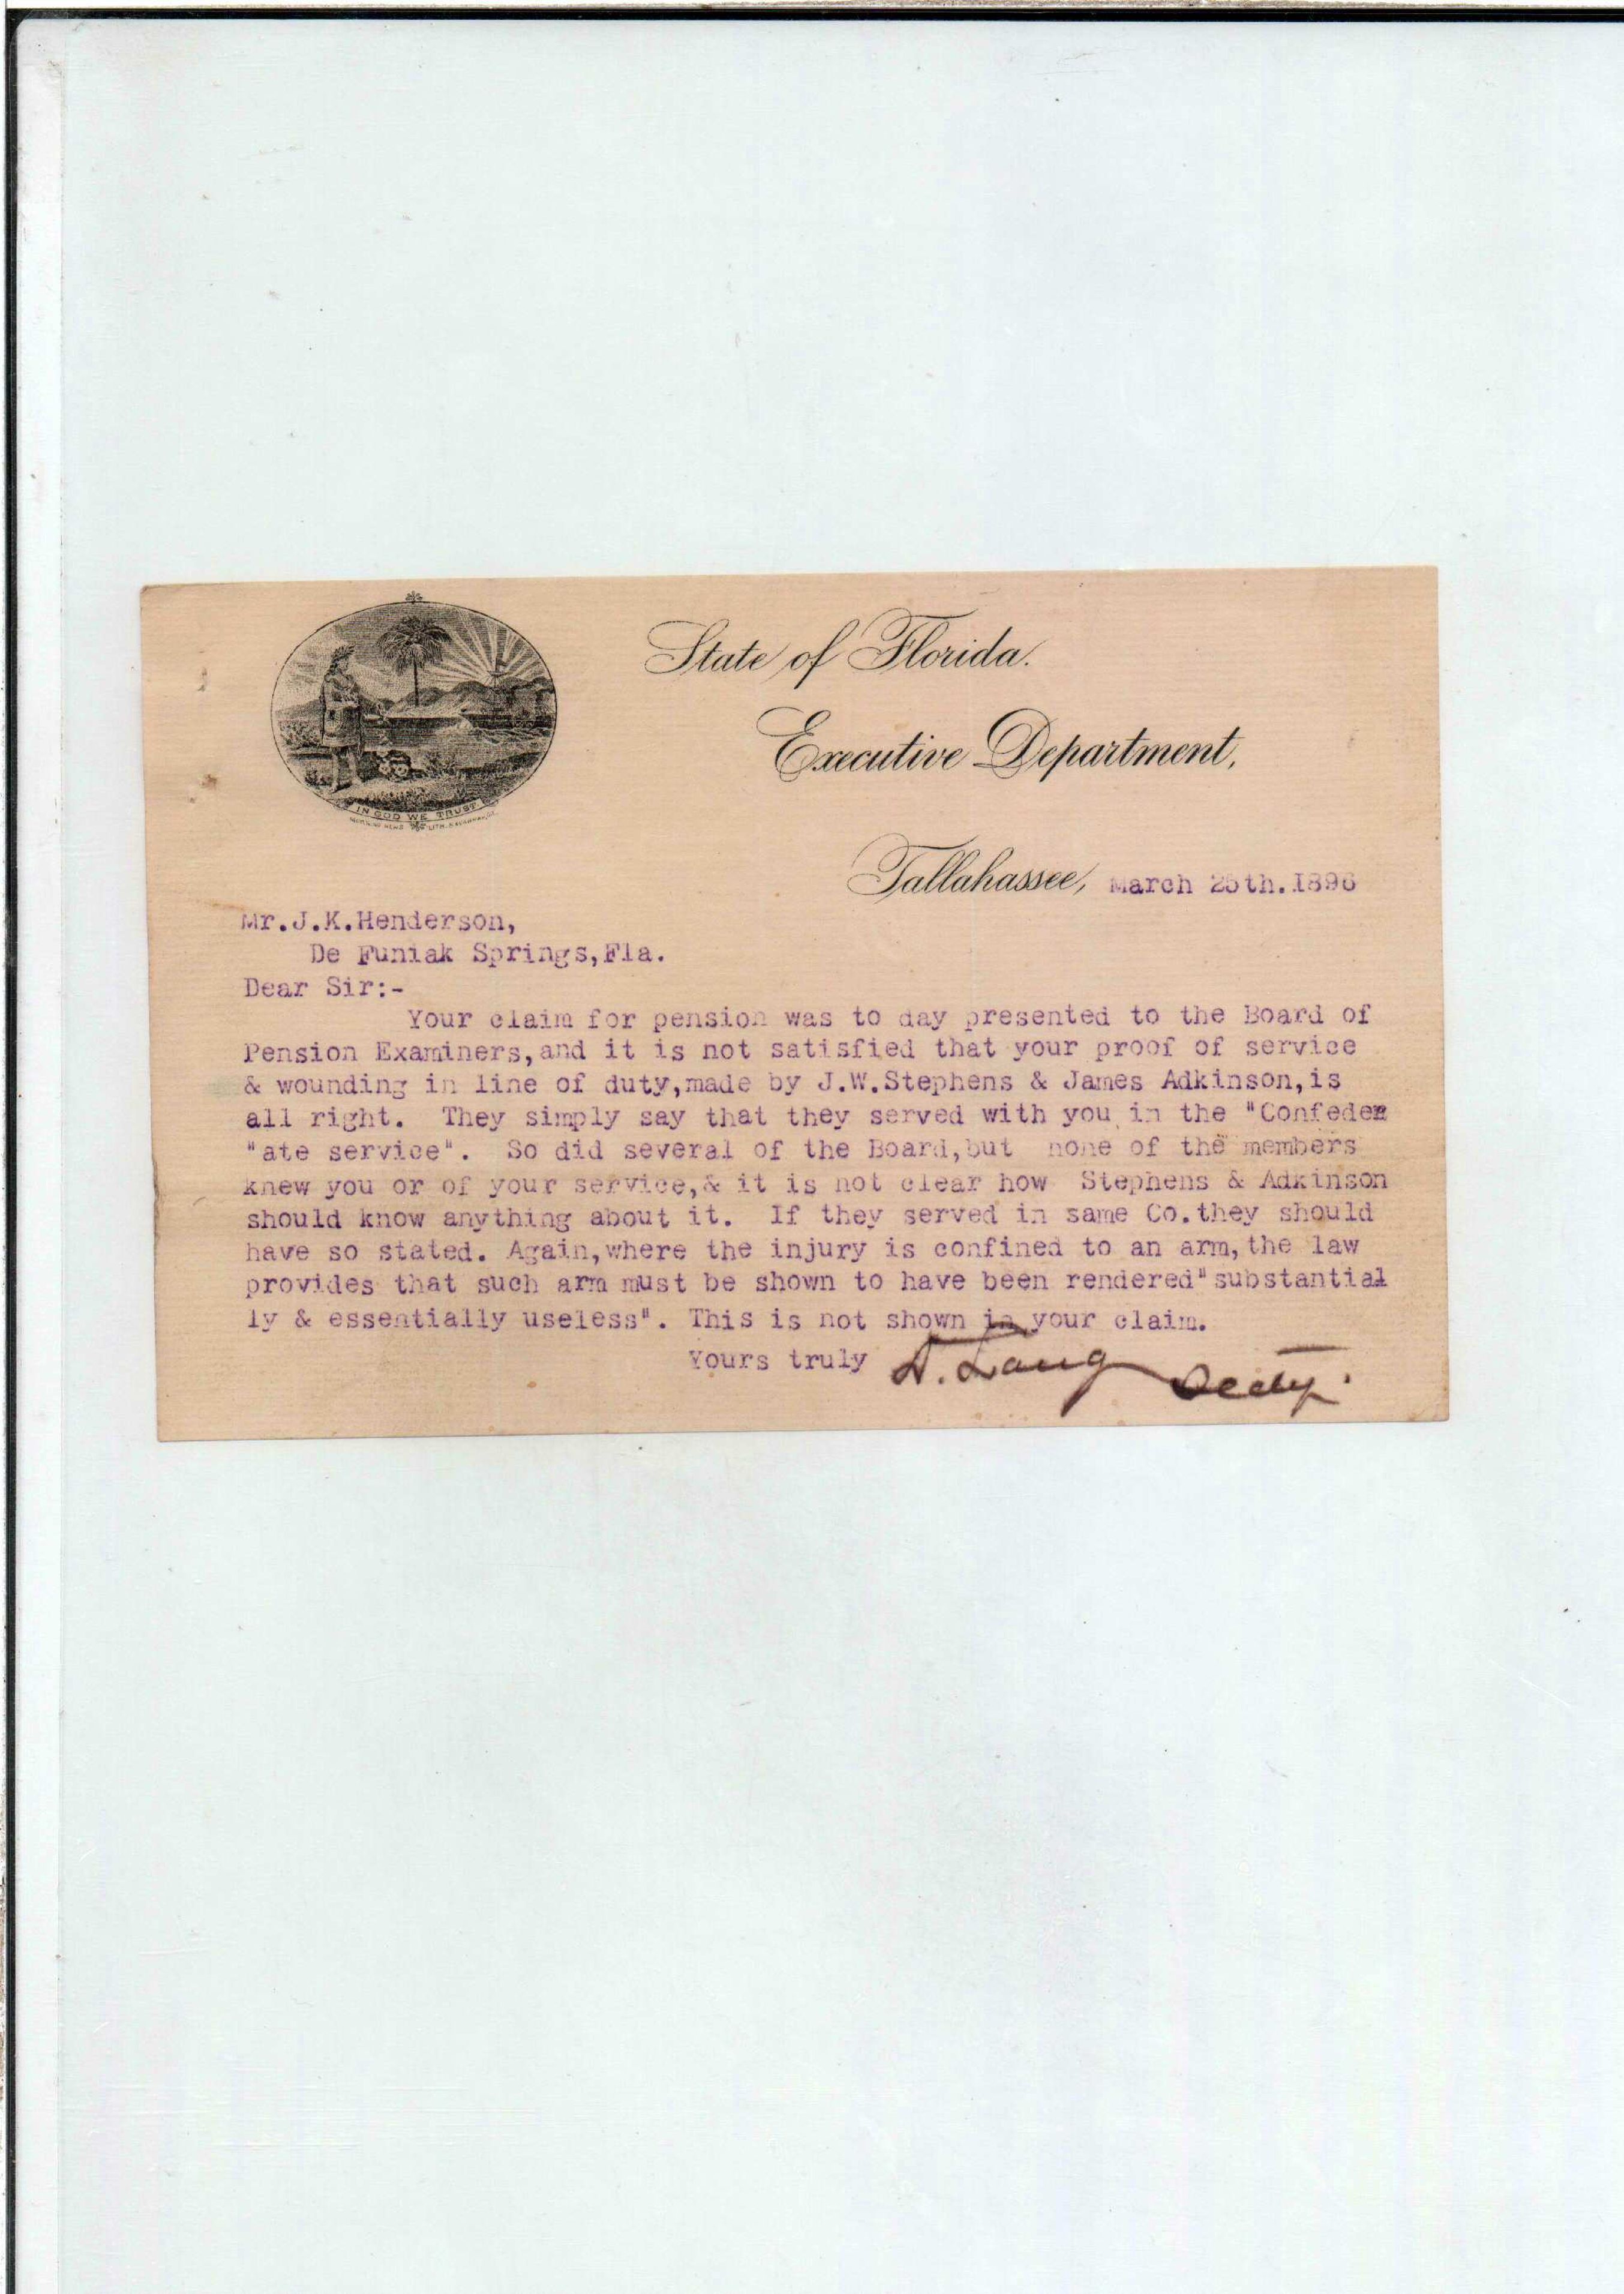 State of Florida.
Executive Department,
IN GOD WE TRUST
Tallahassee, March 25th.1896
Mr.J.K.Henderson,
De Funiak Springs,Fla.
Dear Sir:-
Your claim for pension was to day presented to the Board of
Pension Examiners,and it is not satisfied that your proof of service
& wounding in line of duty,made by J.W.Stephens & James Adkinson,is
all right. They simply say that they served with you in the "Confeder
"ate service". So did several of the Board,but none of the members
knew you or of your service,& it is not clear how Stephens & Adkinson
should know anything about it. If they served in same Co.they should
have so stated. Again,where the injury is confined to an arm,the law
provides that such arm must be shown to have been rendered"substantial
ly & essentially useless". This is not shown in your claim.
Yours truly D. Lang Secty.